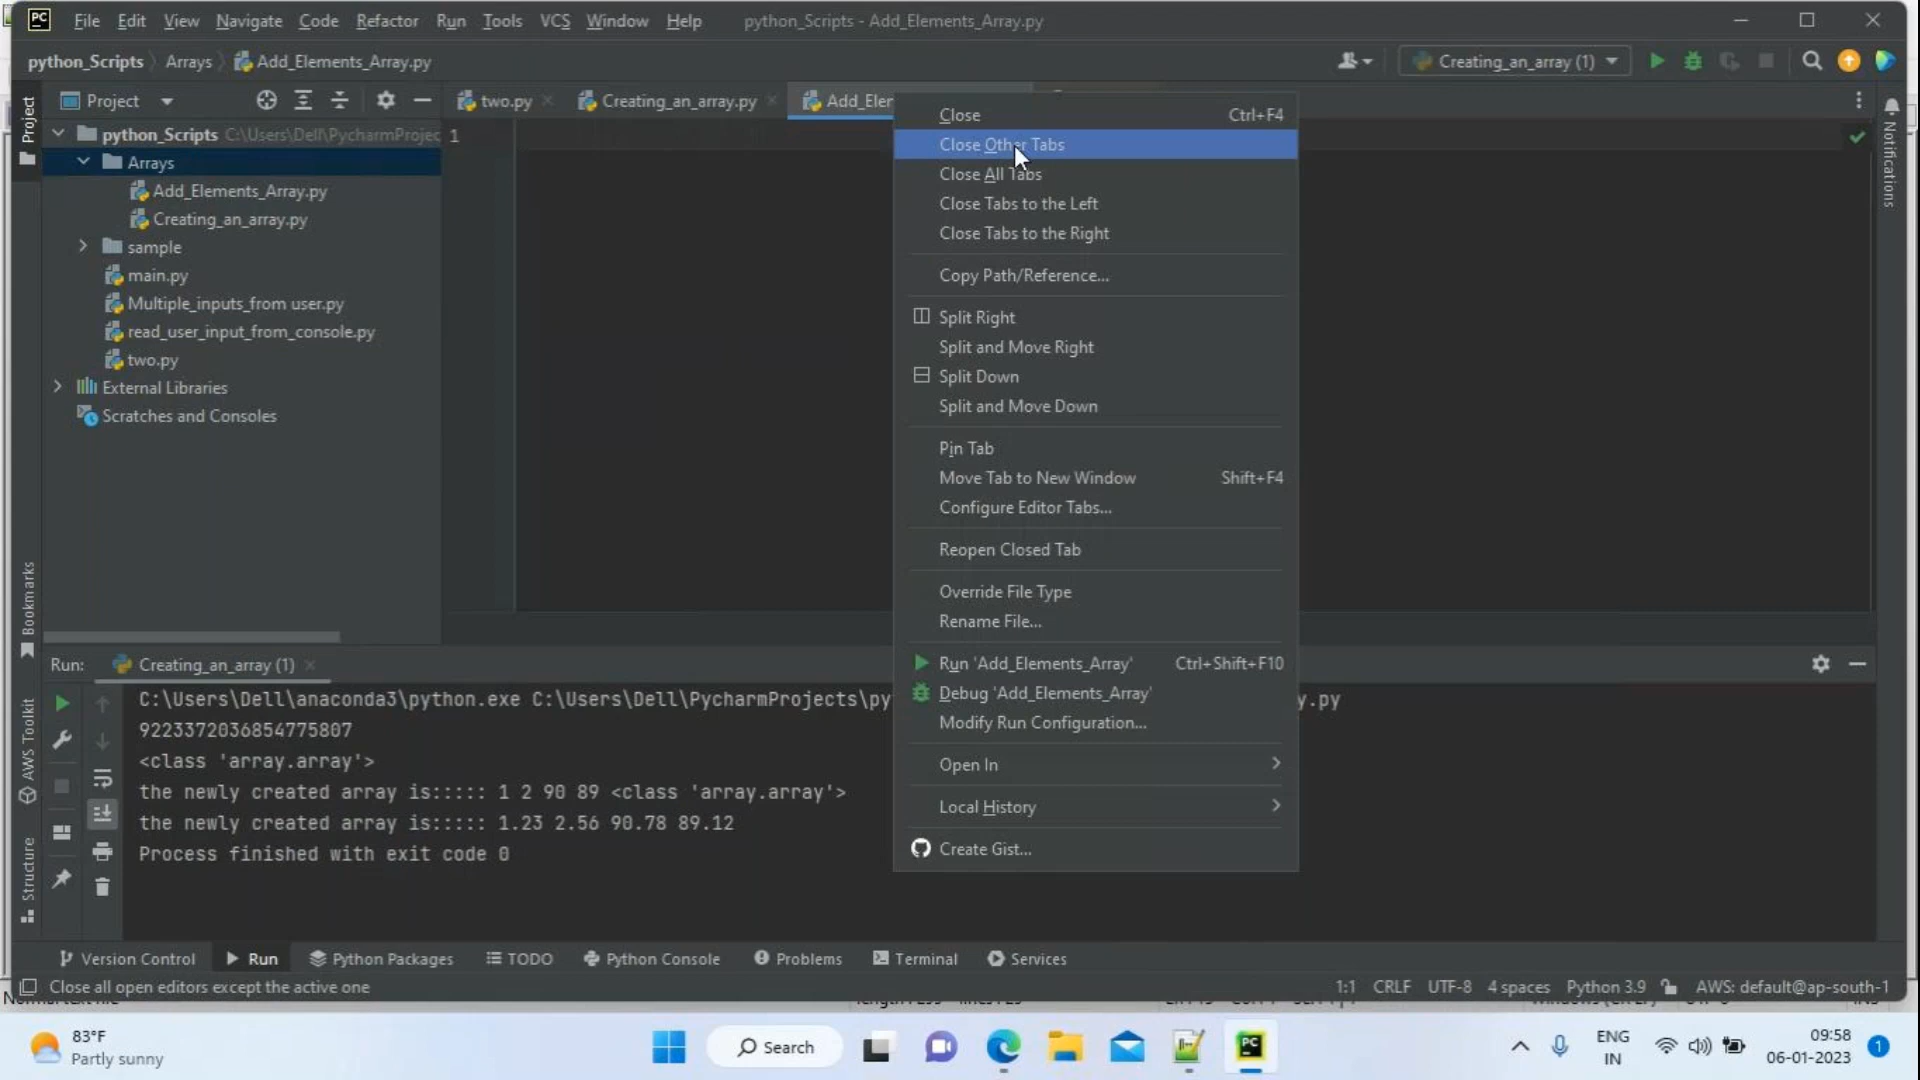 PC File Edit View Navigate Code Refactor Run Tools VCS Window Help python_Scripts - Add_Elements_Array.py
python_Scripts Arrays Add_Elements_Array.py Creating_an_array (1)
Project two.py Creating_an_array.py Add_Ele
Project
Notifications
python_Scripts C:\Users\Dell\PycharmProjec 1
Arrays
Add_Elements_Array.py
Creating_an_array.py
sample
main.py
Multiple_inputs_from user.py
read_user_input_from_console.py
two.py
External Libraries
Scratches and Consoles
Close Ctrl+F4
Close Other Tabs
Close All Tabs
Close Tabs to the Left
Close Tabs to the Right
Copy Path/Reference...
Split Right
Split and Move Right
Split Down
Split and Move Down
Pin Tab
Move Tab to New Window Shift+F4
Configure Editor Tabs...
Reopen Closed Tab
Override File Type
Rename File...
Run 'Add_Elements_Array' Ctrl+Shift+F10
Debug 'Add_Elements_Array'
Modify Run Configuration...
Open In
Local History
Create Gist...
Bookmarks
AWS Toolkit
Structure
Run: Creating_an_array (1)
C:\Users\Dell\anaconda3\python.exe C:\Users\Dell\PycharmProjects\py y.py
9223372036854775807
<class 'array.array'>
the newly created array is::::: 1 2 90 89 <class 'array.array'>
the newly created array is::::: 1.23 2.56 90.78 89.12
Process finished with exit code 0
Version Control Run Python Packages TODO Python Console Problems Terminal Services
Close all open editors except the active one 1:1 CRLF UTF-8 4 spaces Python 3.9 AWS: default@ap-south-1
83°F
Partly sunny
Search
PC
ENG
IN
09:58
06-01-2023
1